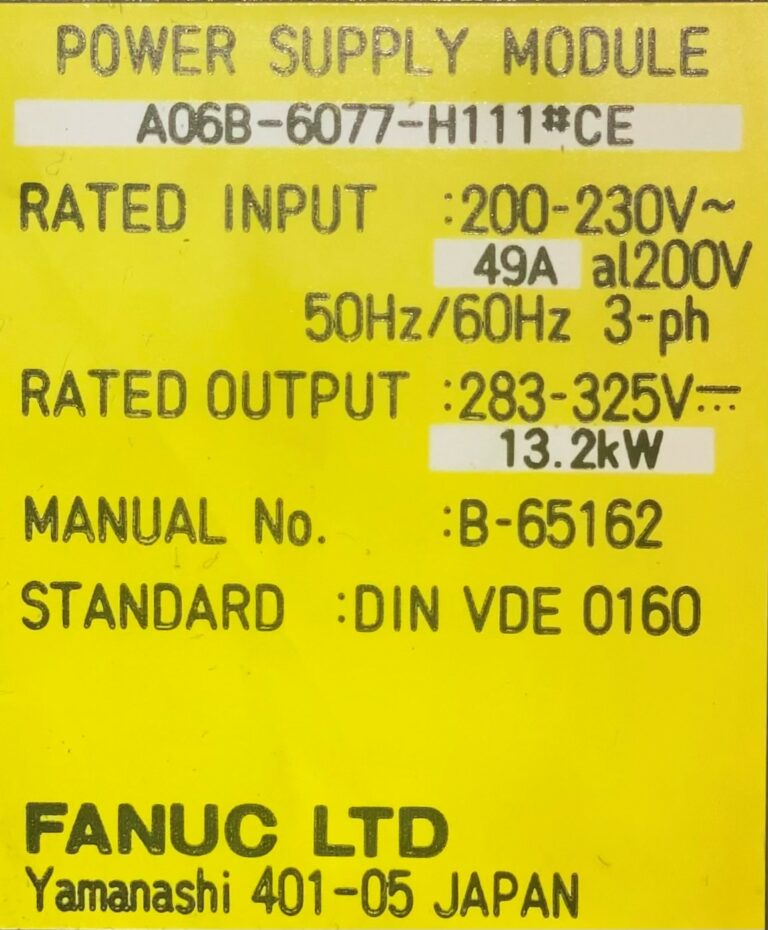 POWER SUPPLY MODULE
A06B-6077-H111#CE
RATED INPUT :200-230V~
49A al200V
50Hz/60Hz 3-ph
RATED OUTPUT :283-325V⎓
13.2kW
MANUAL No. :B-65162
STANDARD :DIN VDE 0160
FANUC LTD
Yamanashi 401-05 JAPAN